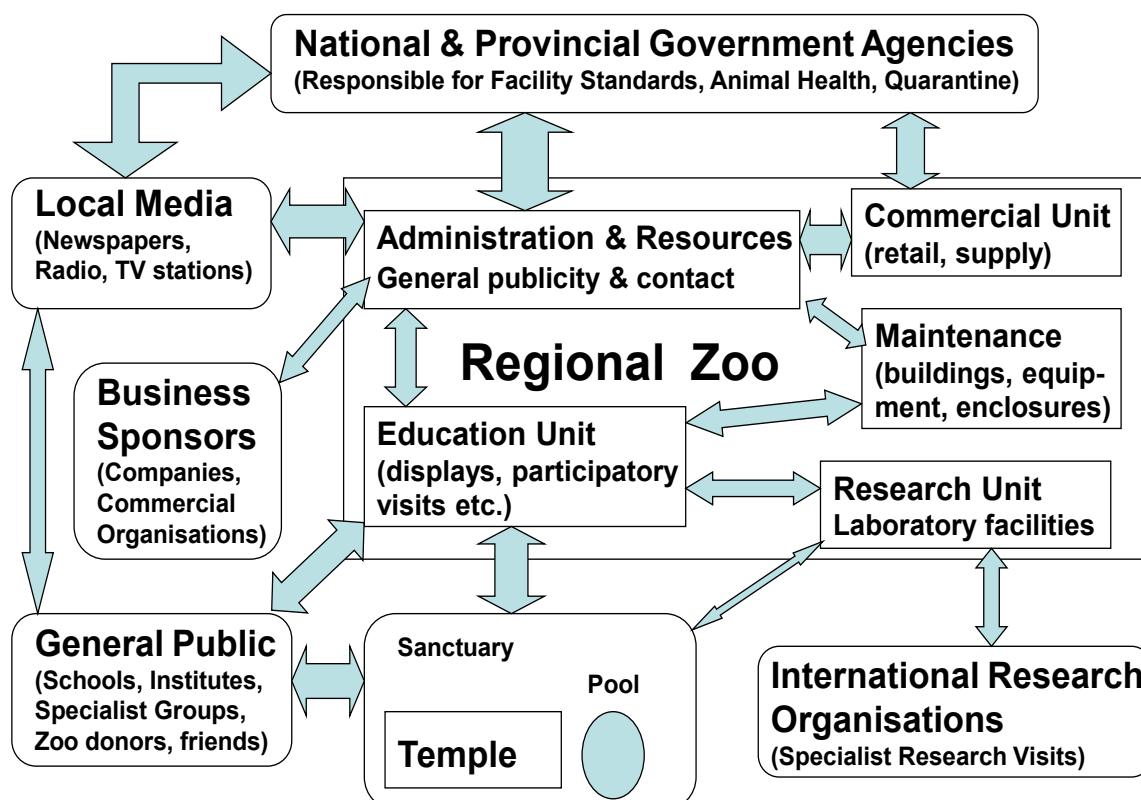 National & Provincial Government Agencies
(Responsible for Facility Standards, Animal Health, Quarantine)
Local Media
(Newspapers,
Radio, TV stations)
Administration & Resources
General publicity & contact
Commercial Unit
(retail, supply)
Maintenance
(buildings, equip-
ment, enclosures)
Regional Zoo
Business
Sponsors
(Companies,
Commercial
Organisations)
Education Unit
(displays, participatory
visits etc.)
Research Unit
Laboratory facilities
General Public
(Schools, Institutes,
Specialist Groups,
Zoo donors, friends)
Sanctuary
Pool
Temple
International Research
Organisations
(Specialist Research Visits)